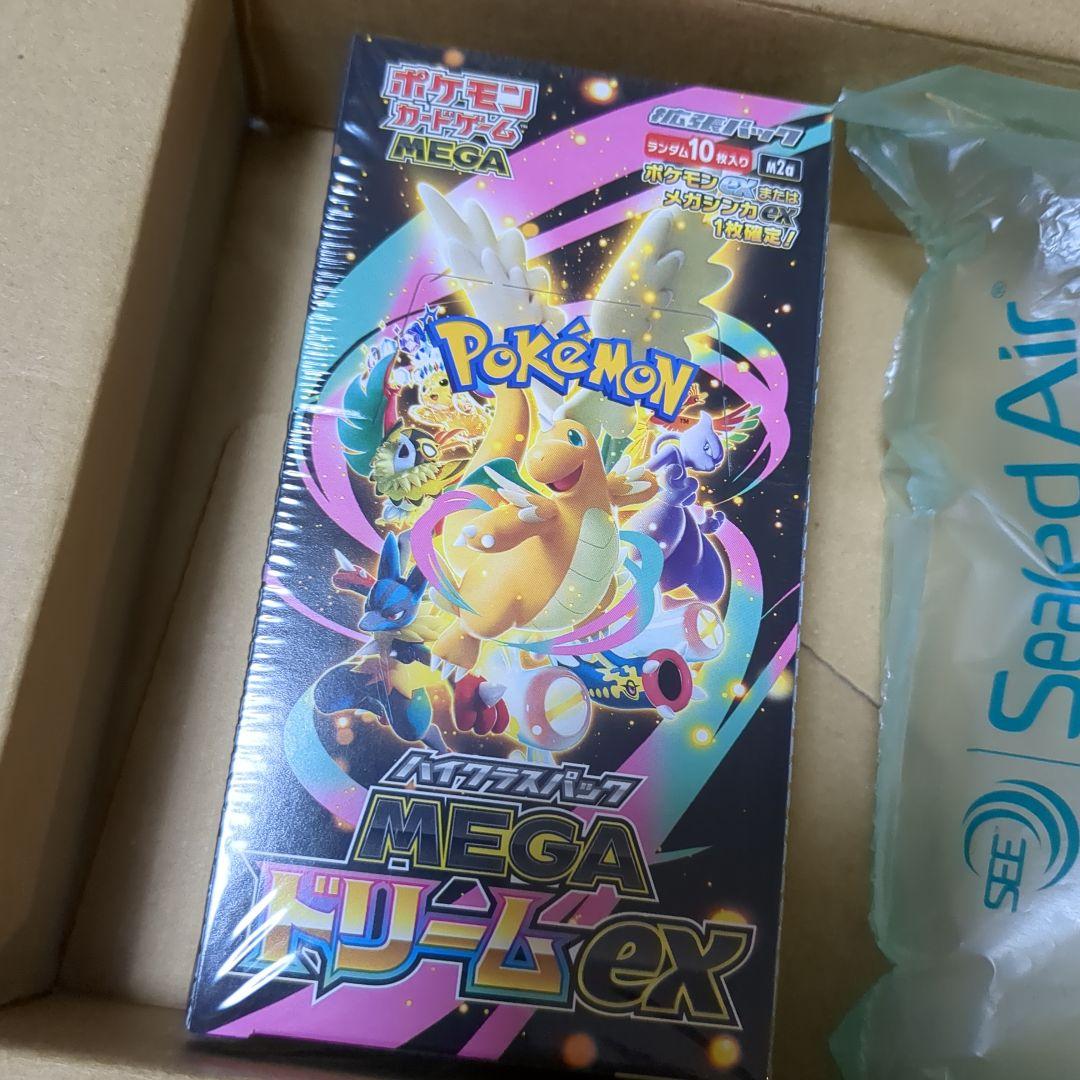 ポケモン
カードゲーム
MEGA
拡張パック
ランダム10枚入り
M2a
ポケモンexまたは
メガシンカex
1枚確定!
POKéMON
TM
ハイクラスパック
MEGA
ドリームex
Sealed Air®
SEE